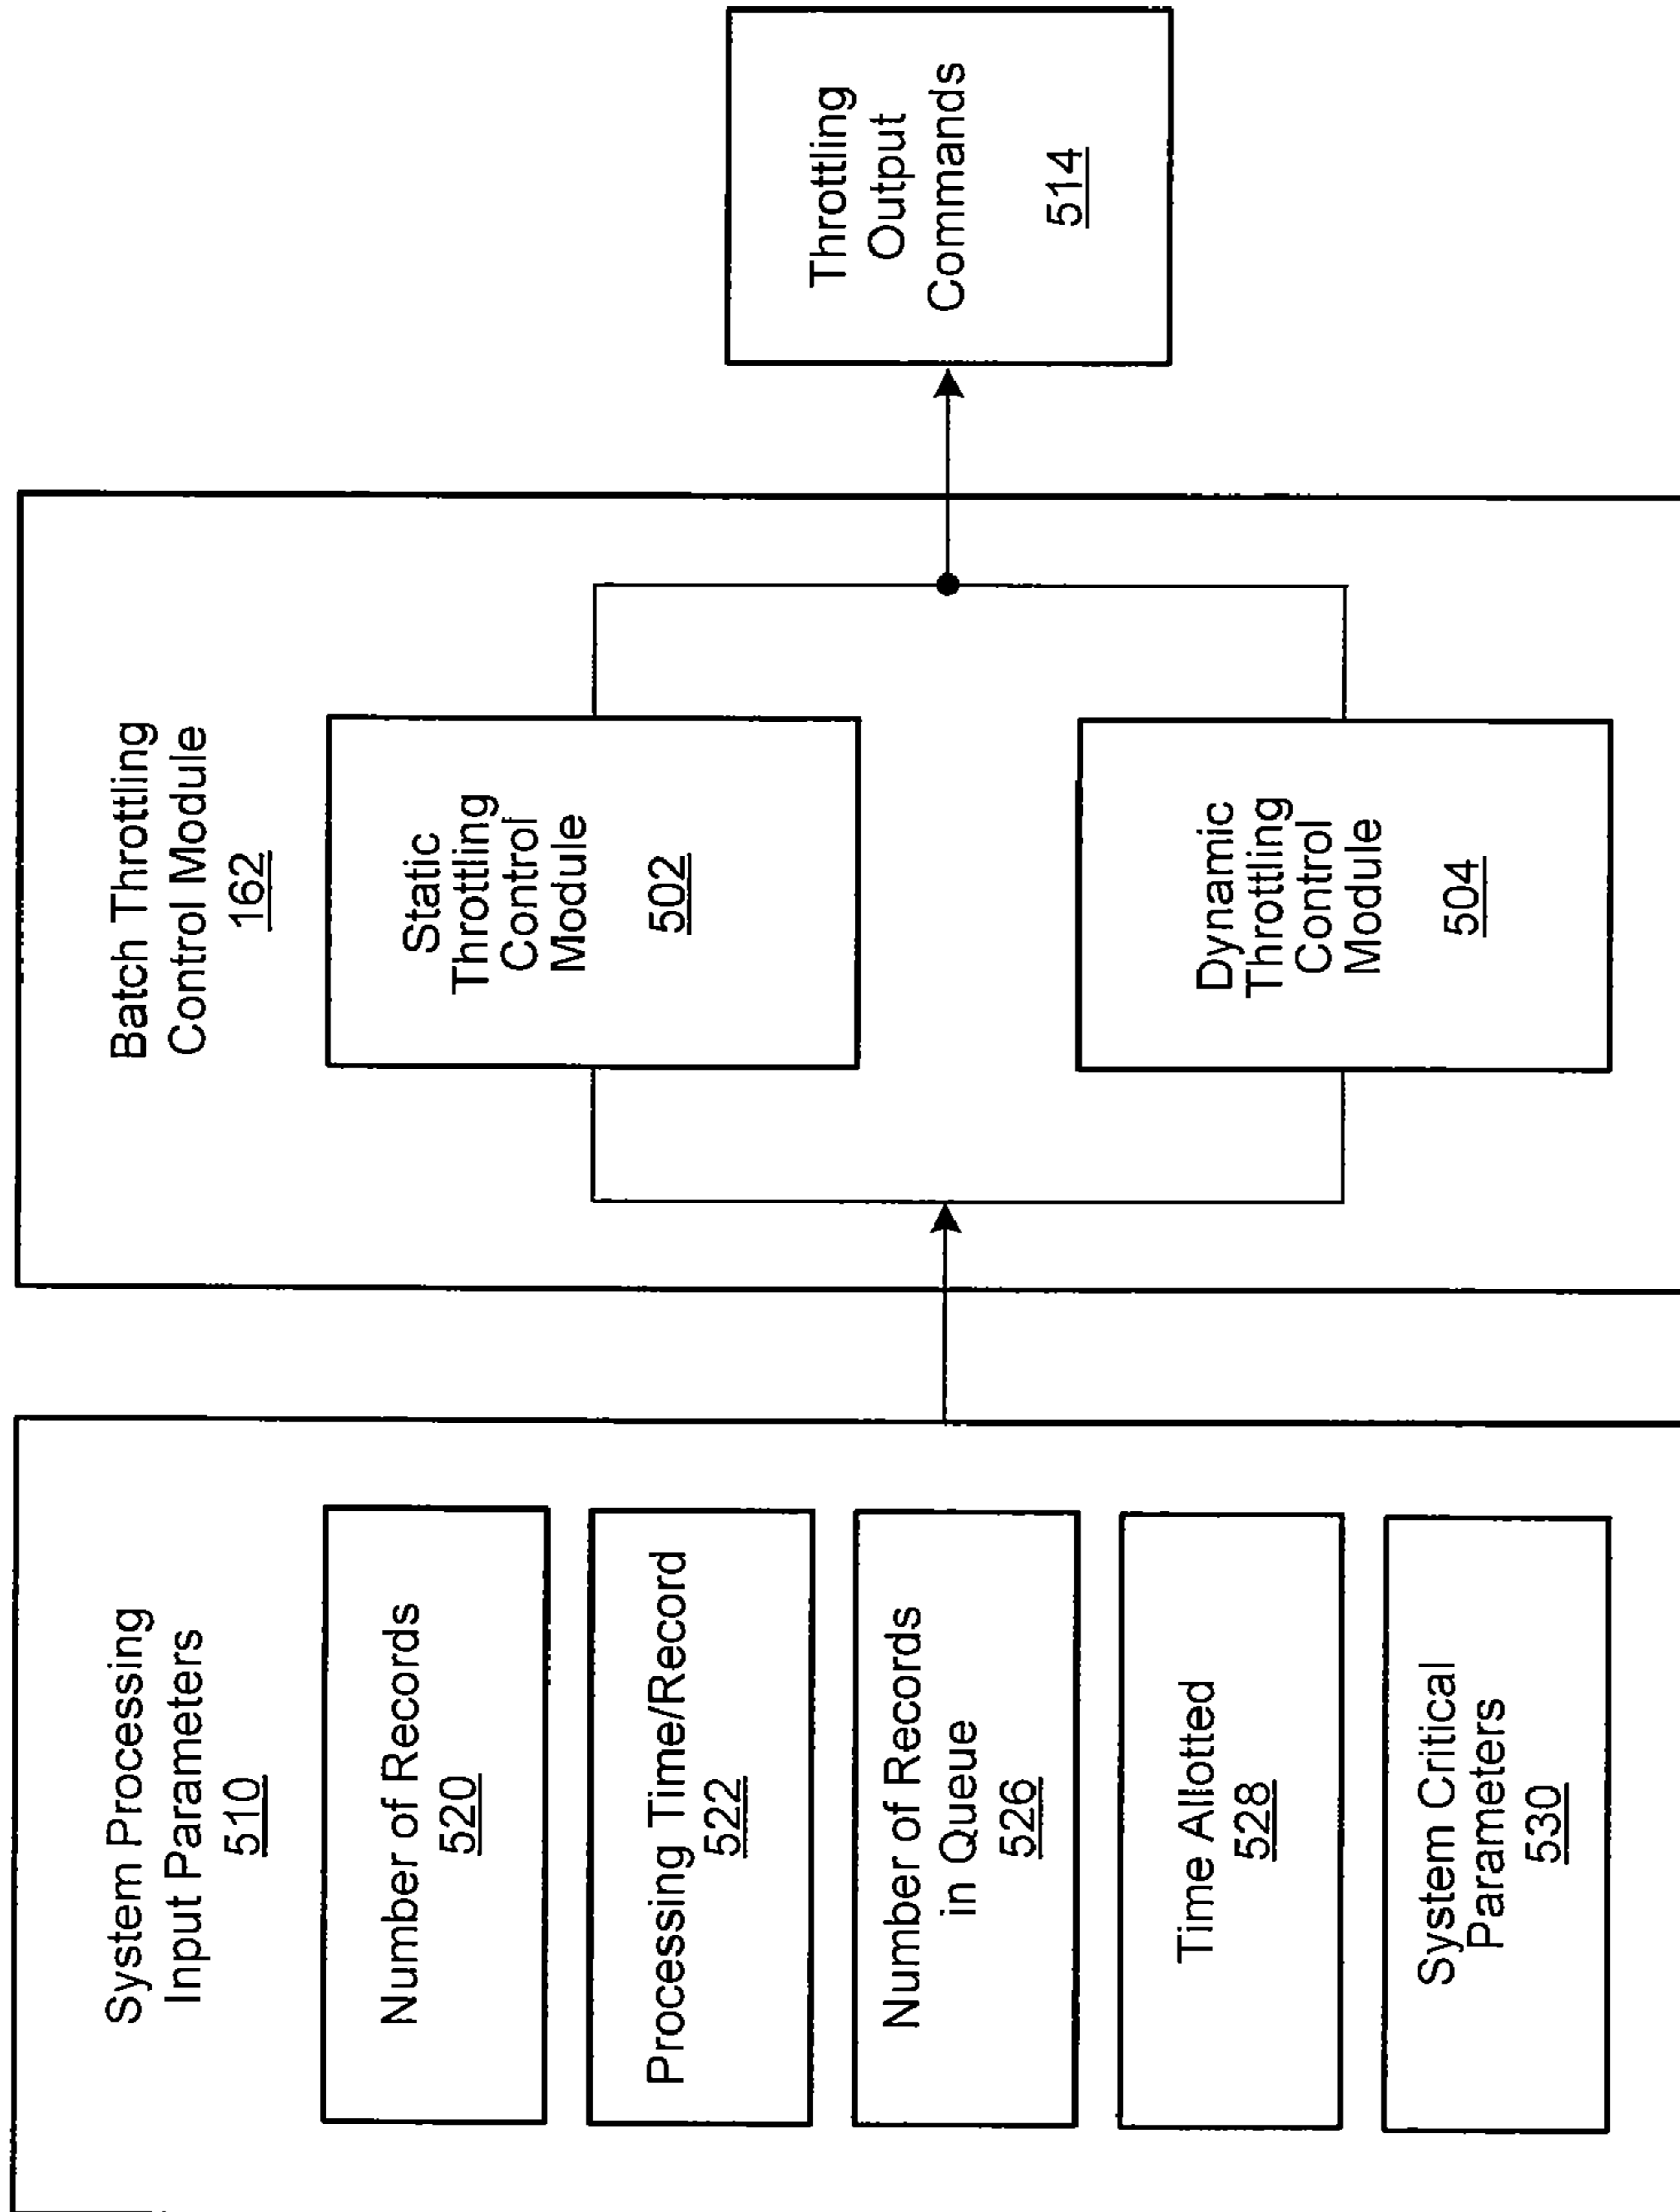 System Processing
Input Parameters
510
Number of Records
520
Processing Time/Record
522
Number of Records
in Queue
526
Time Allotted
528
System Critical
Parameters
530
Batch Throttling
Control Module
162
Static
Throttling
Control
Module
502
Dynamic
Throttling
Control
Module
504
Throttling
Output
Commands
514